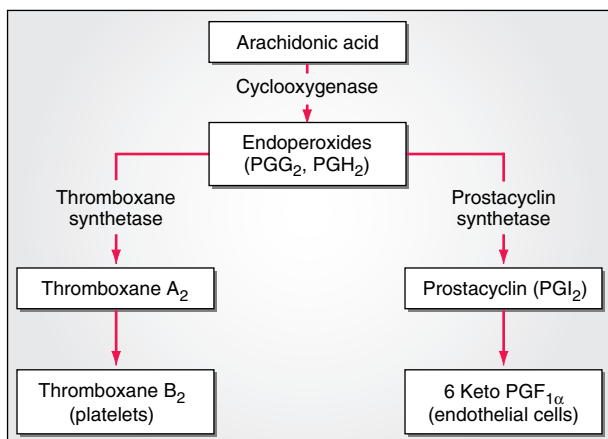 Arachidonic acid
Cyclooxygenase
Endoperoxides
(PGG₂, PGH₂)
Thromboxane
synthetase
Prostacyclin
synthetase
Thromboxane A₂
Prostacyclin (PGI₂)
Thromboxane B₂
(platelets)
6 Keto PGF₁α
(endothelial cells)